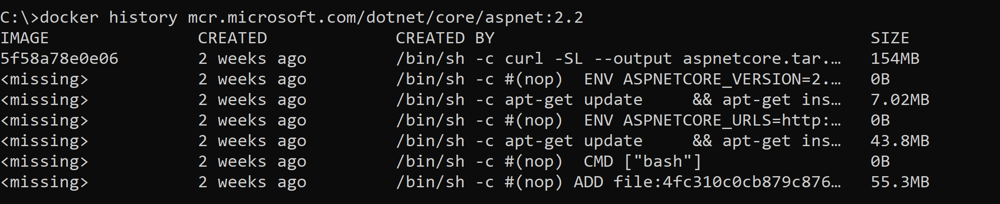 C:\>docker history mcr.microsoft.com/dotnet/core/aspnet:2.2
IMAGE CREATED CREATED BY SIZE
5f58a78e0e06 2 weeks ago /bin/sh -c curl -SL --output aspnetcore.tar.… 154MB
<missing> 2 weeks ago /bin/sh -c #(nop)  ENV ASPNETCORE_VERSION=2.… 0B
<missing> 2 weeks ago /bin/sh -c apt-get update     && apt-get ins… 7.02MB
<missing> 2 weeks ago /bin/sh -c #(nop)  ENV ASPNETCORE_URLS=http:… 0B
<missing> 2 weeks ago /bin/sh -c apt-get update     && apt-get ins… 43.8MB
<missing> 2 weeks ago /bin/sh -c #(nop)  CMD ["bash"] 0B
<missing> 2 weeks ago /bin/sh -c #(nop) ADD file:4fc310c0cb879c876… 55.3MB